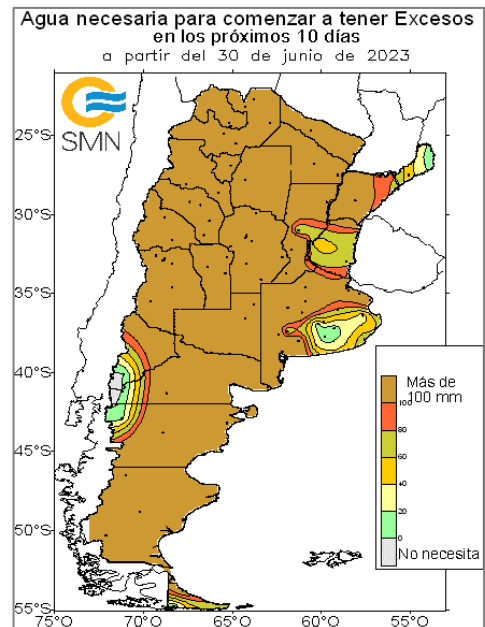 Agua necesaria para comenzar a tener Excesos
en los próximos 10 días
a partir del 30 de junio de 2023
SMN
25°S
30°S
35°S
40°S
45°S
50°S
55°S
75°O 70°O 65°O 60°O 55°O
Más de
100 mm
100
80
60
40
20
0
No necesita